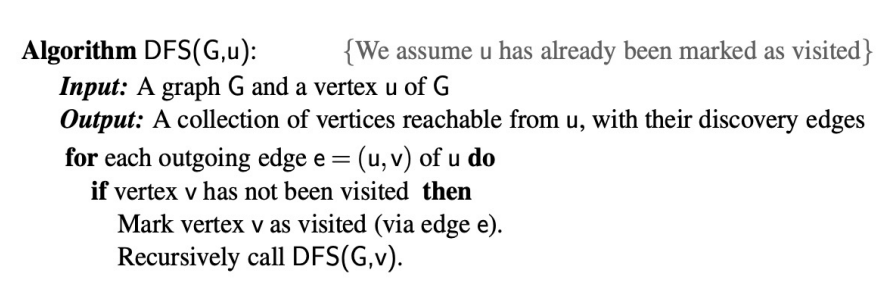 Algorithm DFS(G,u): {We assume u has already been marked as visited}
Input: A graph G and a vertex u of G
Output: A collection of vertices reachable from u, with their discovery edges
for each outgoing edge e = (u,v) of u do
if vertex v has not been visited then
Mark vertex v as visited (via edge e).
Recursively call DFS(G,v).